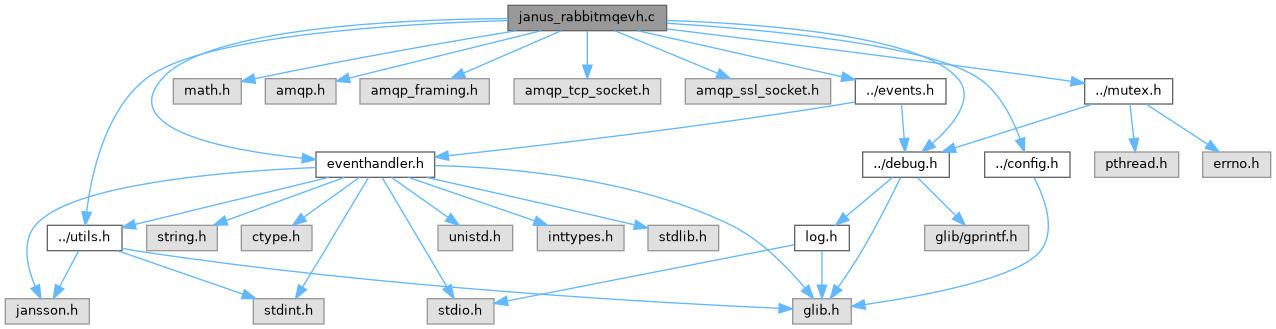 janus_rabbitmqevh.c
math.h
amqp.h
amqp_framing.h
amqp_tcp_socket.h
amqp_ssl_socket.h
../events.h
../mutex.h
eventhandler.h
../debug.h
../config.h
pthread.h
errno.h
../utils.h
string.h
ctype.h
unistd.h
inttypes.h
stdlib.h
log.h
glib/gprintf.h
jansson.h
stdint.h
stdio.h
glib.h